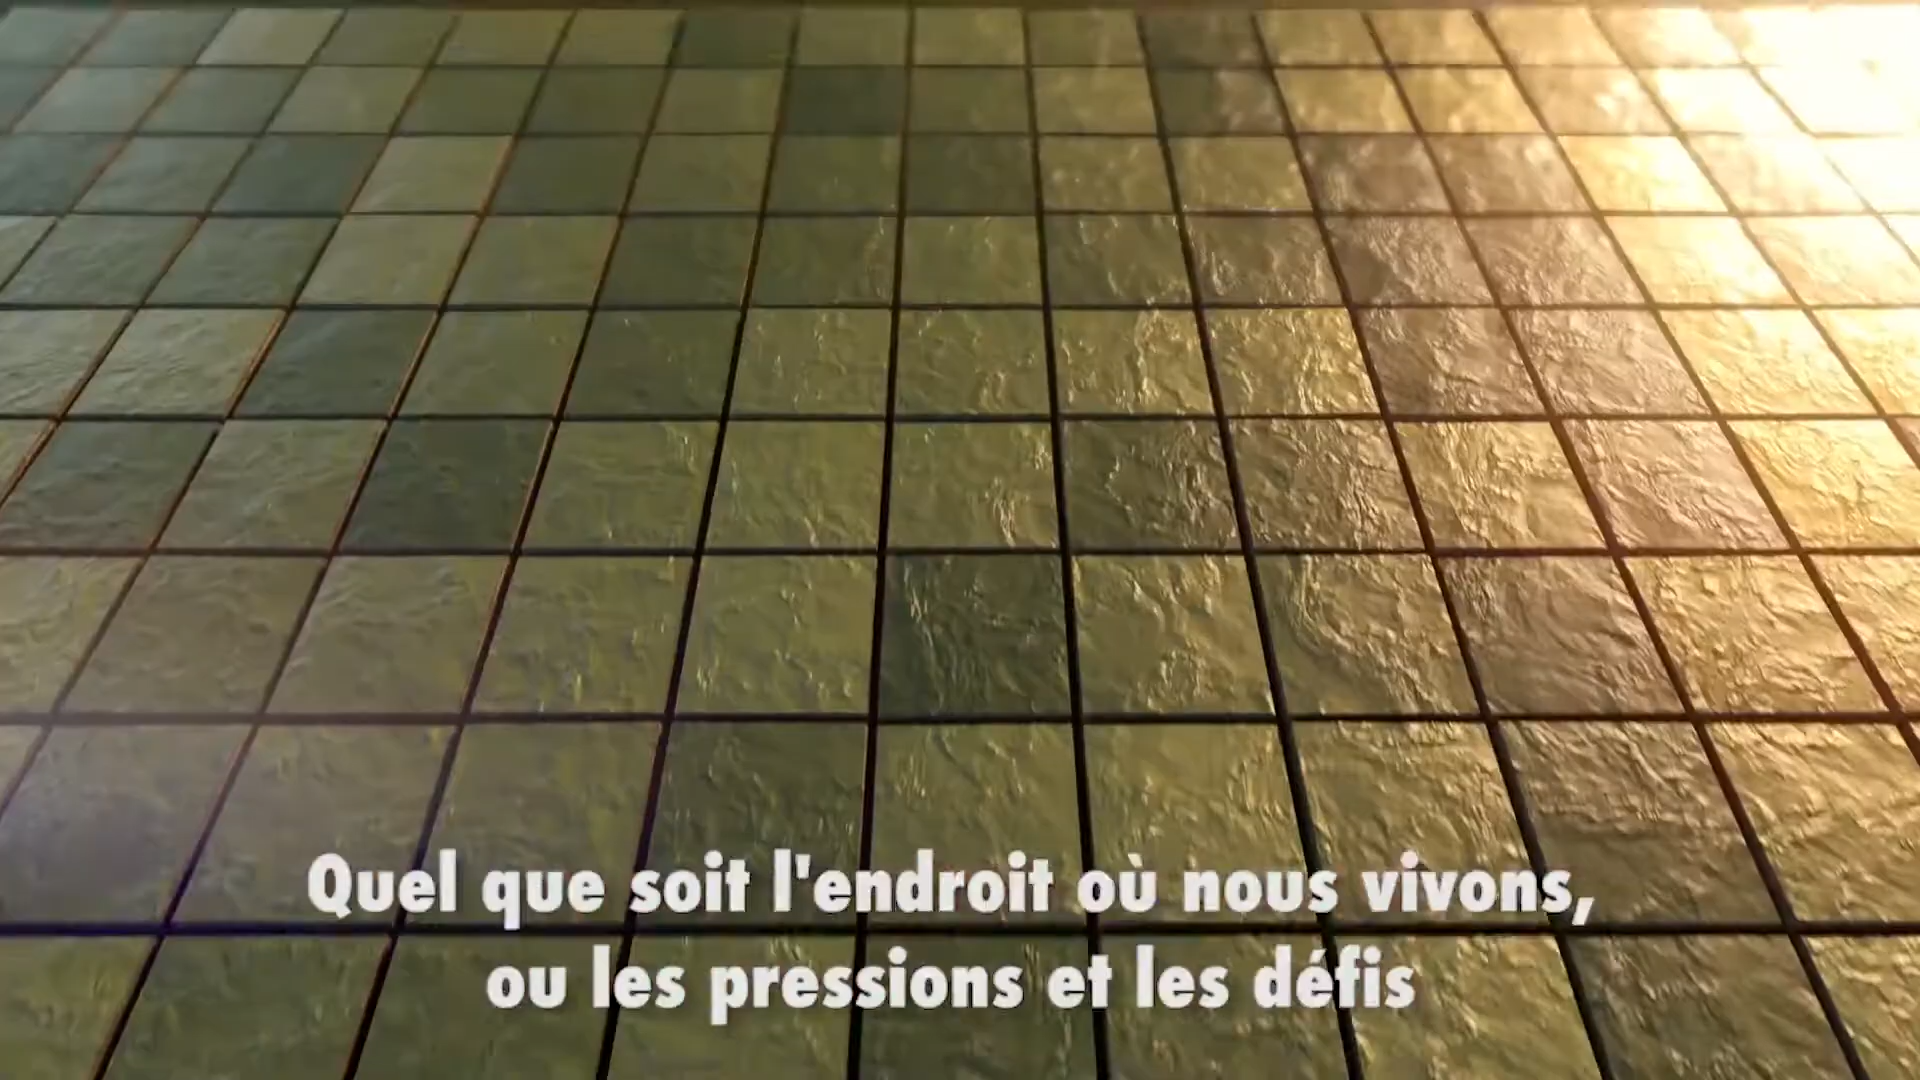 Quel que soit l'endroit où nous vivons,
ou les pressions et les défis